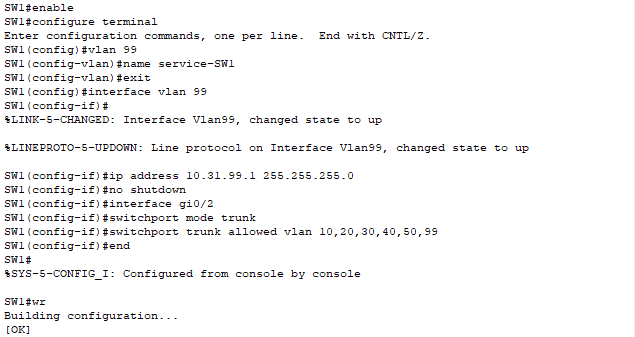 SW1#enable
SW1#configure terminal
Enter configuration commands, one per line.  End with CNTL/Z.
SW1(config)#vlan 99
SW1(config-vlan)#name service-SW1
SW1(config-vlan)#exit
SW1(config)#interface vlan 99
SW1(config-if)#
%LINK-5-CHANGED: Interface Vlan99, changed state to up
%LINEPROTO-5-UPDOWN: Line protocol on Interface Vlan99, changed state to up
SW1(config-if)#ip address 10.31.99.1 255.255.255.0
SW1(config-if)#no shutdown
SW1(config-if)#interface gi0/2
SW1(config-if)#switchport mode trunk
SW1(config-if)#switchport trunk allowed vlan 10,20,30,40,50,99
SW1(config-if)#end
SW1#
%SYS-5-CONFIG_I: Configured from console by console
SW1#wr
Building configuration...
[OK]